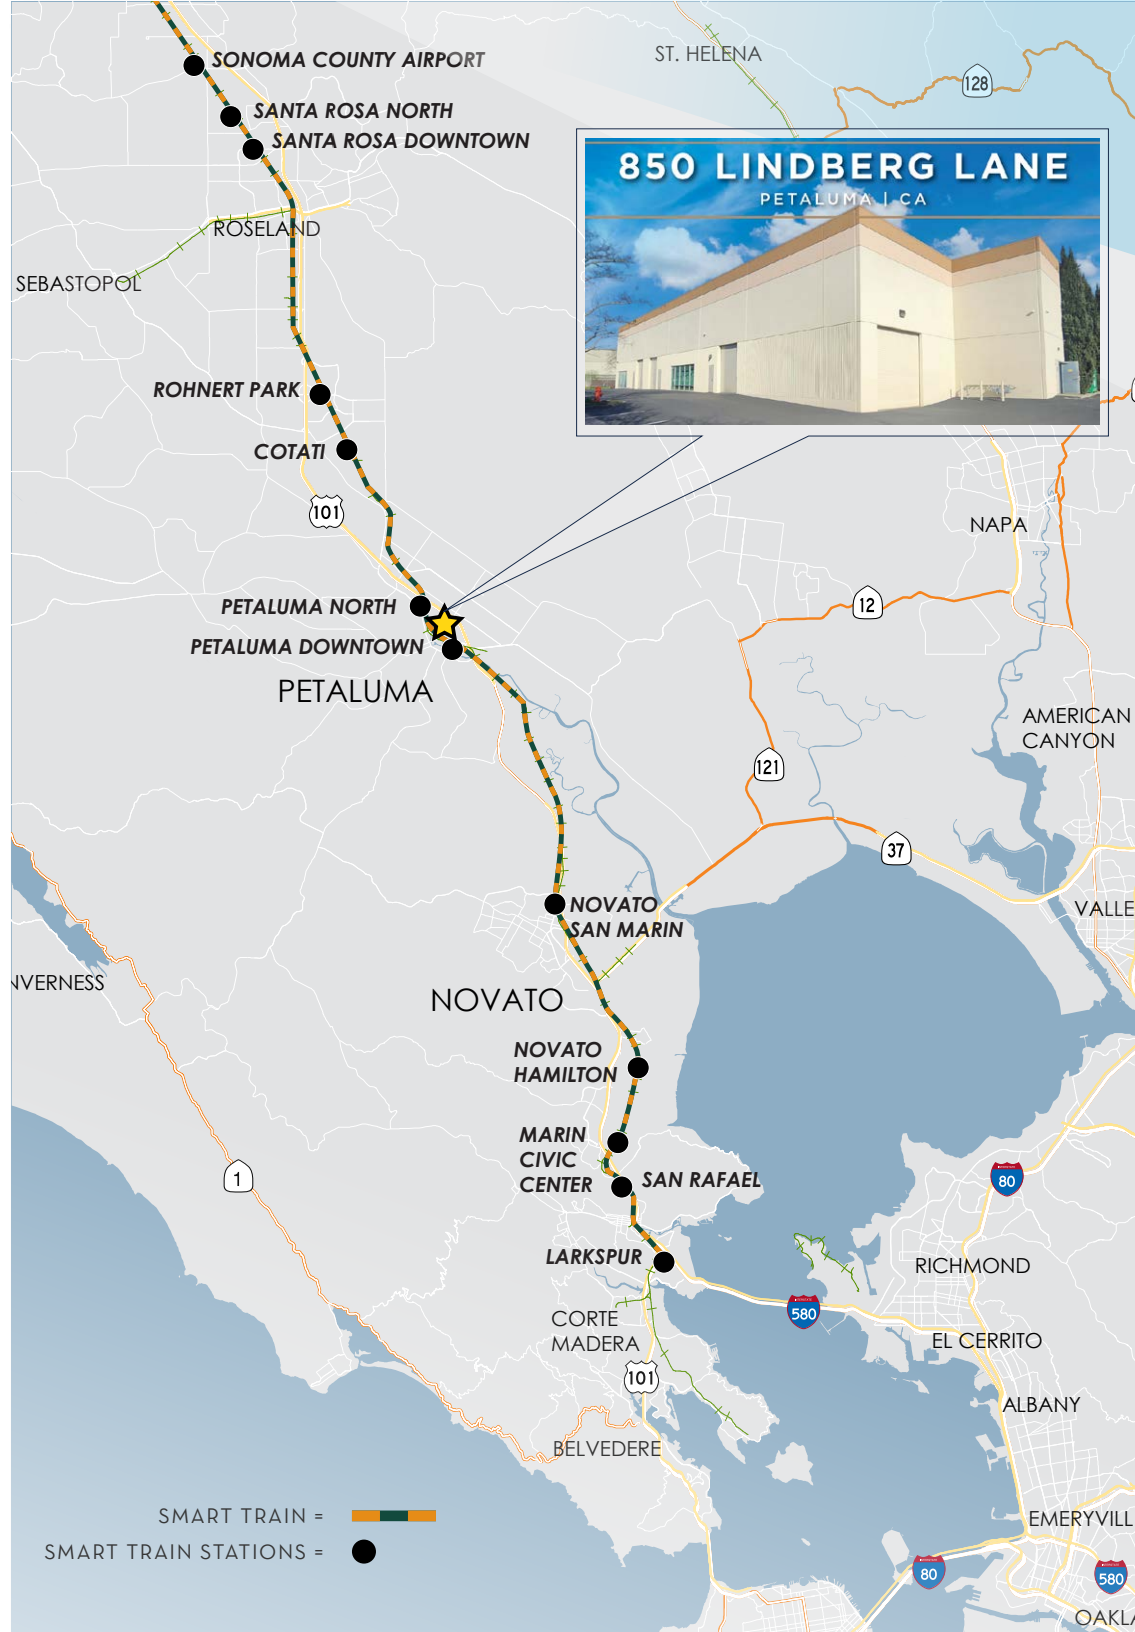 SONOMA COUNTY AIRPORT
ST. HELENA
128
SANTA ROSA NORTH
SANTA ROSA DOWNTOWN
850 LINDBERG LANE
PETALUMA | CA
ROSELAND
SEBASTOPOL
ROHNERT PARK
COTATI
101
NAPA
PETALUMA NORTH
12
PETALUMA DOWNTOWN
PETALUMA
AMERICAN
CANYON
121
37
NOVATO
SAN MARIN
VALLE
NVERNESS
NOVATO
NOVATO
HAMILTON
MARIN
CIVIC
CENTER
SAN RAFAEL
1
80
LARKSPUR
RICHMOND
580
CORTE
MADERA
EL CERRITO
101
ALBANY
BELVEDERE
SMART TRAIN =
EMERYVILL
SMART TRAIN STATIONS =
80
580
OAKLA